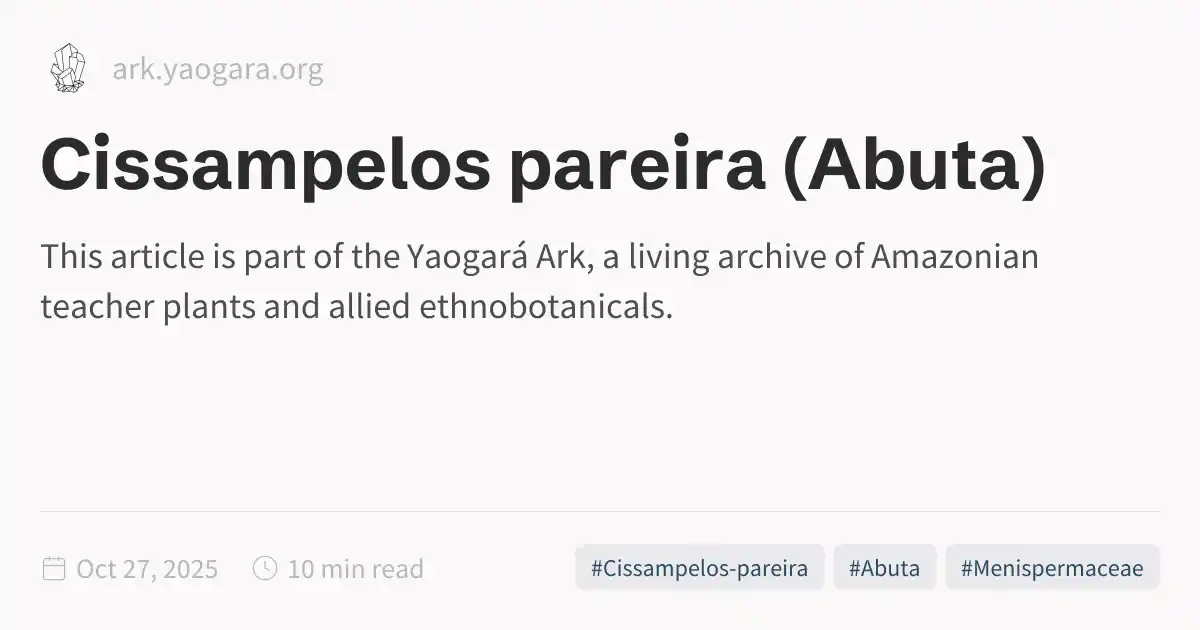 ark.yaogara.org
Cissampelos pareira (Abuta)
This article is part of the Yaogará Ark, a living archive of Amazonian
teacher plants and allied ethnobotanicals.
Oct 27, 2025 10 min read #Cissampelos-pareira #Abuta #Menispermaceae